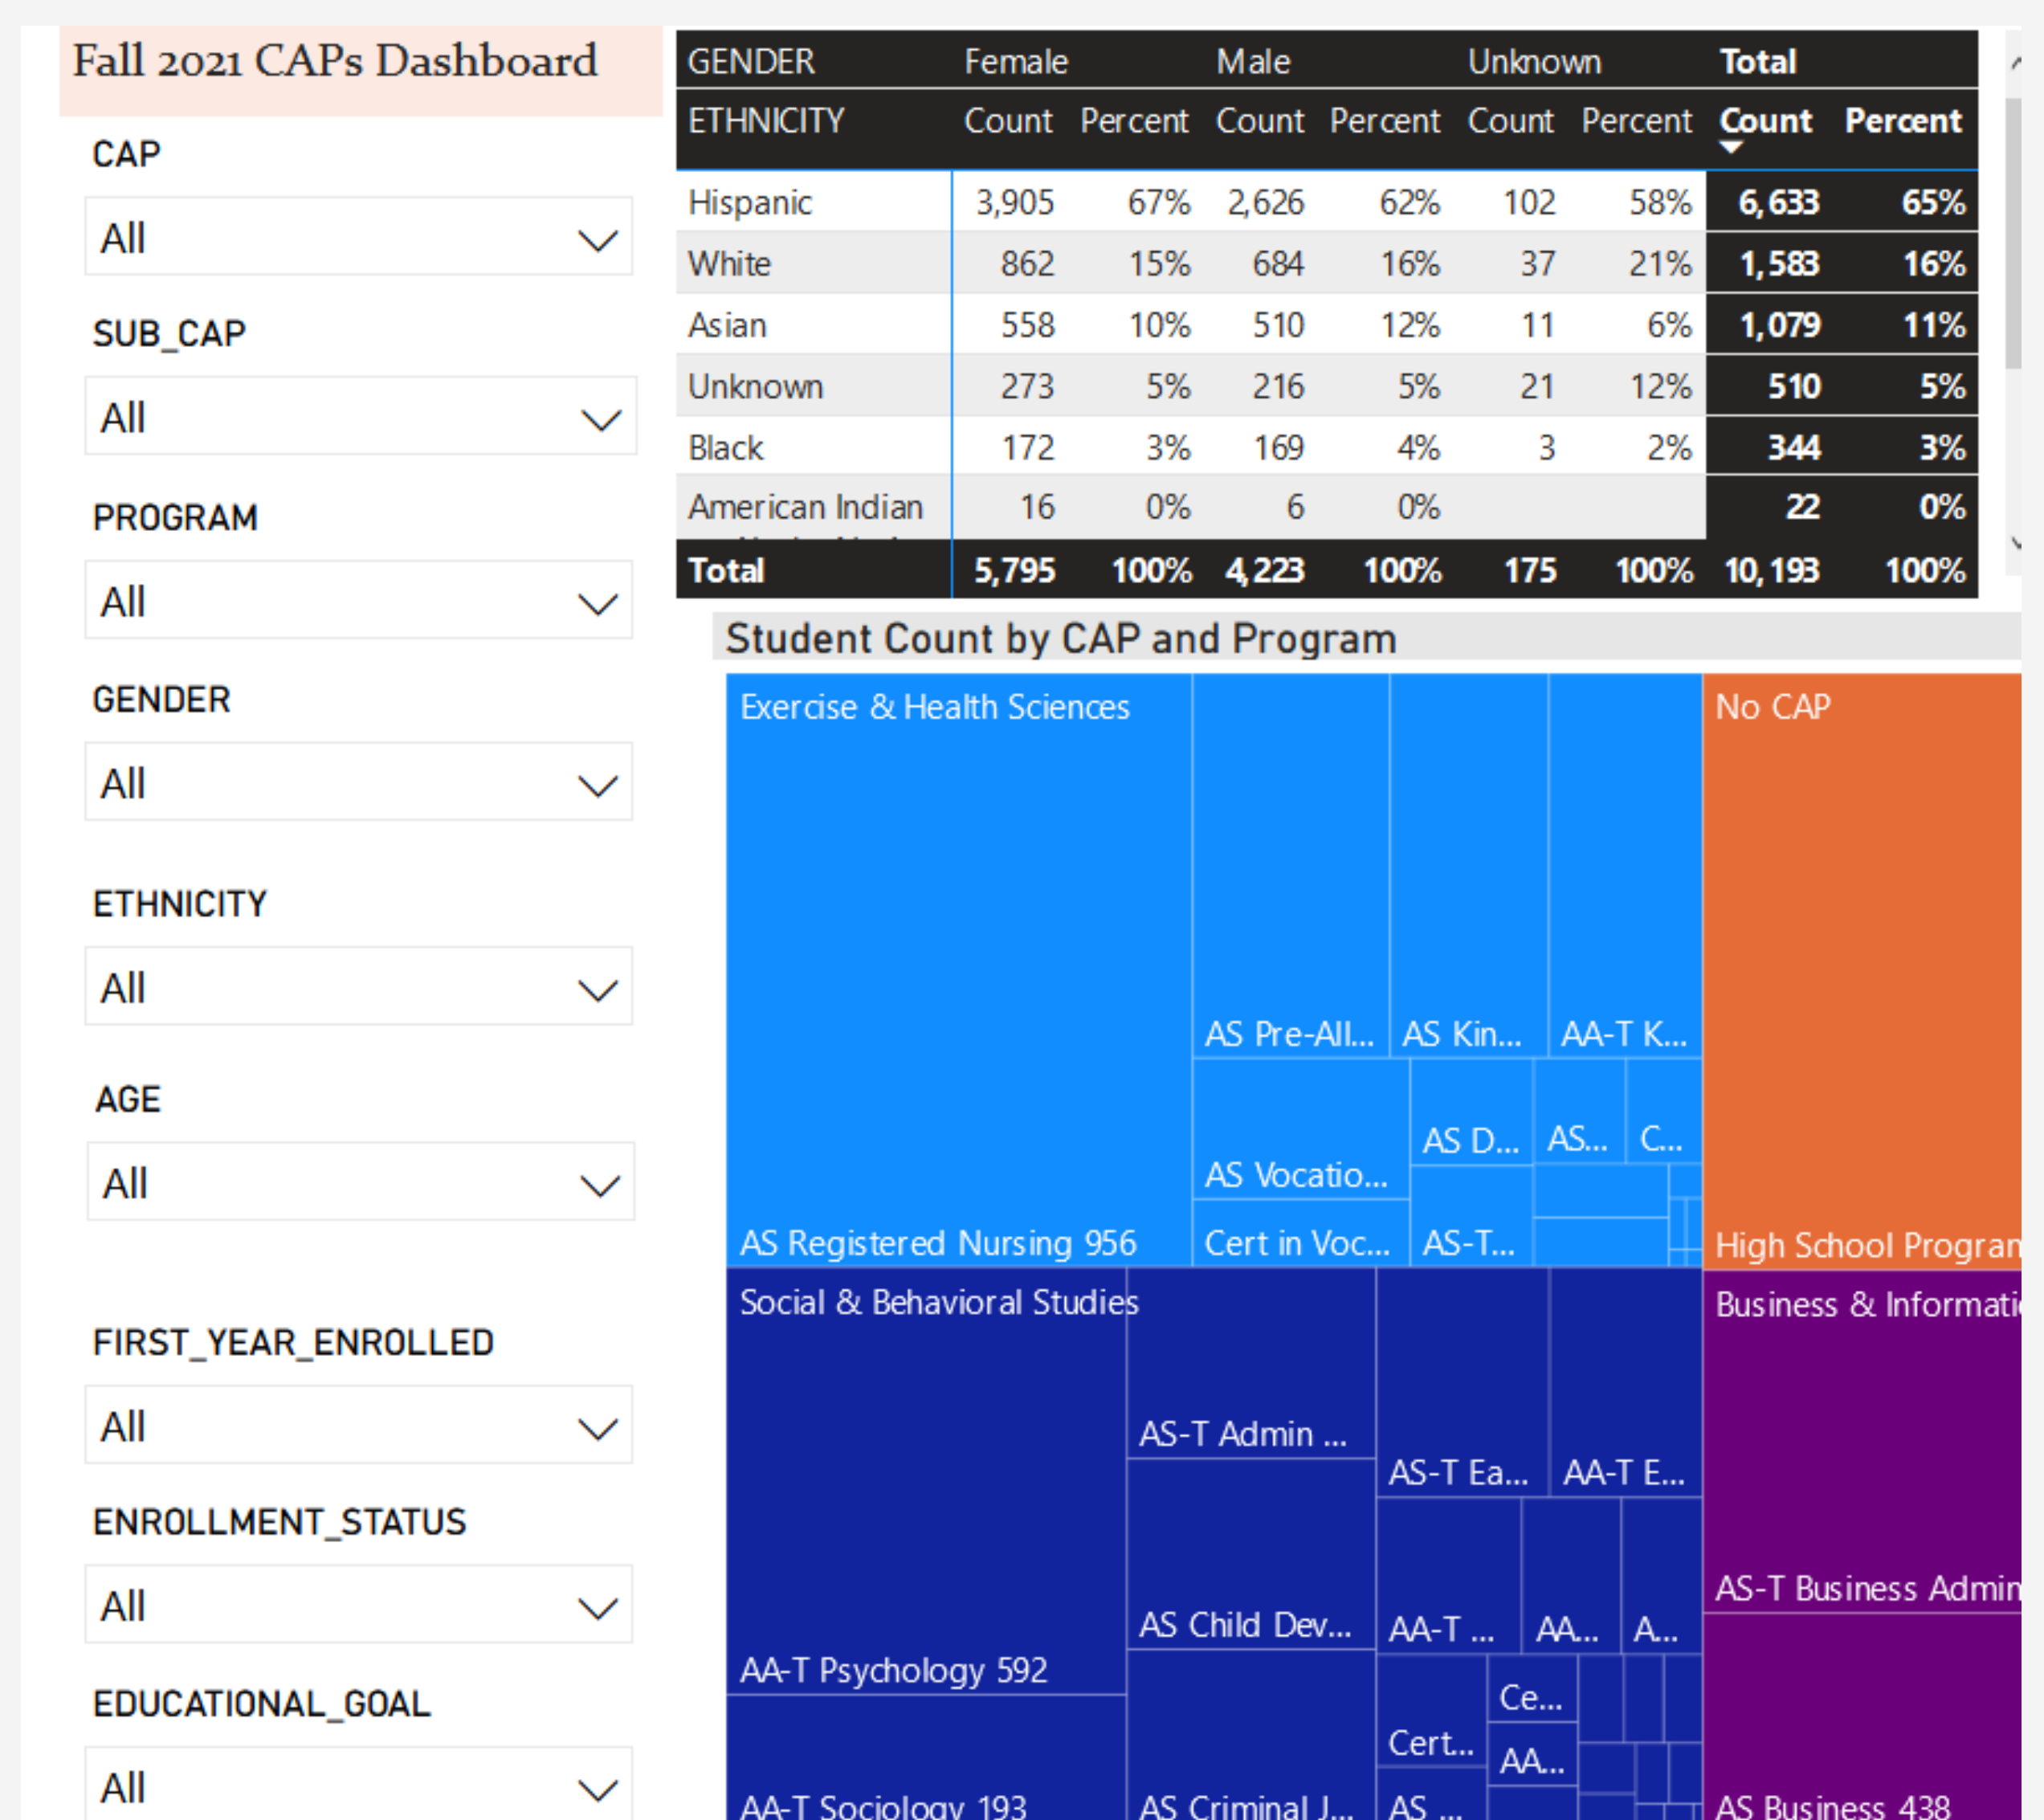 Fall 2021 CAPs Dashboard
CAP
All
SUB_CAP
All
PROGRAM
All
GENDER
All
ETHNICITY
All
AGE
All
FIRST_YEAR_ENROLLED
All
ENROLLMENT_STATUS
All
EDUCATIONAL_GOAL
All
GENDER Female Male Unknown Total
ETHNICITY Count Percent Count Percent Count Percent Count Percent
Hispanic 3,905 67% 2,626 62% 102 58% 6,633 65%
White 862 15% 684 16% 37 21% 1,583 16%
Asian 558 10% 510 12% 11 6% 1,079 11%
Unknown 273 5% 216 5% 21 12% 510 5%
Black 172 3% 169 4% 3 2% 344 3%
American Indian 16 0% 6 0% 22 0%
Total 5,795 100% 4,223 100% 175 100% 10,193 100%
Student Count by CAP and Program
Exercise & Health Sciences
AS Pre-All... AS Kin... AA-T K...
AS Vocatio... AS D... AS... C...
AS Registered Nursing 956 Cert in Voc... AS-T...
No CAP
High School Program
Social & Behavioral Studies
AS-T Admin ...
AS-T Ea... AA-T E...
AS Child Dev... AA-T ... AA... A...
AA-T Psychology 592
Ce...
Cert... AA...
AA-T Sociology 193 AS Criminal J... AS ...
Business & Informati
AS-T Business Admin
AS Business 438